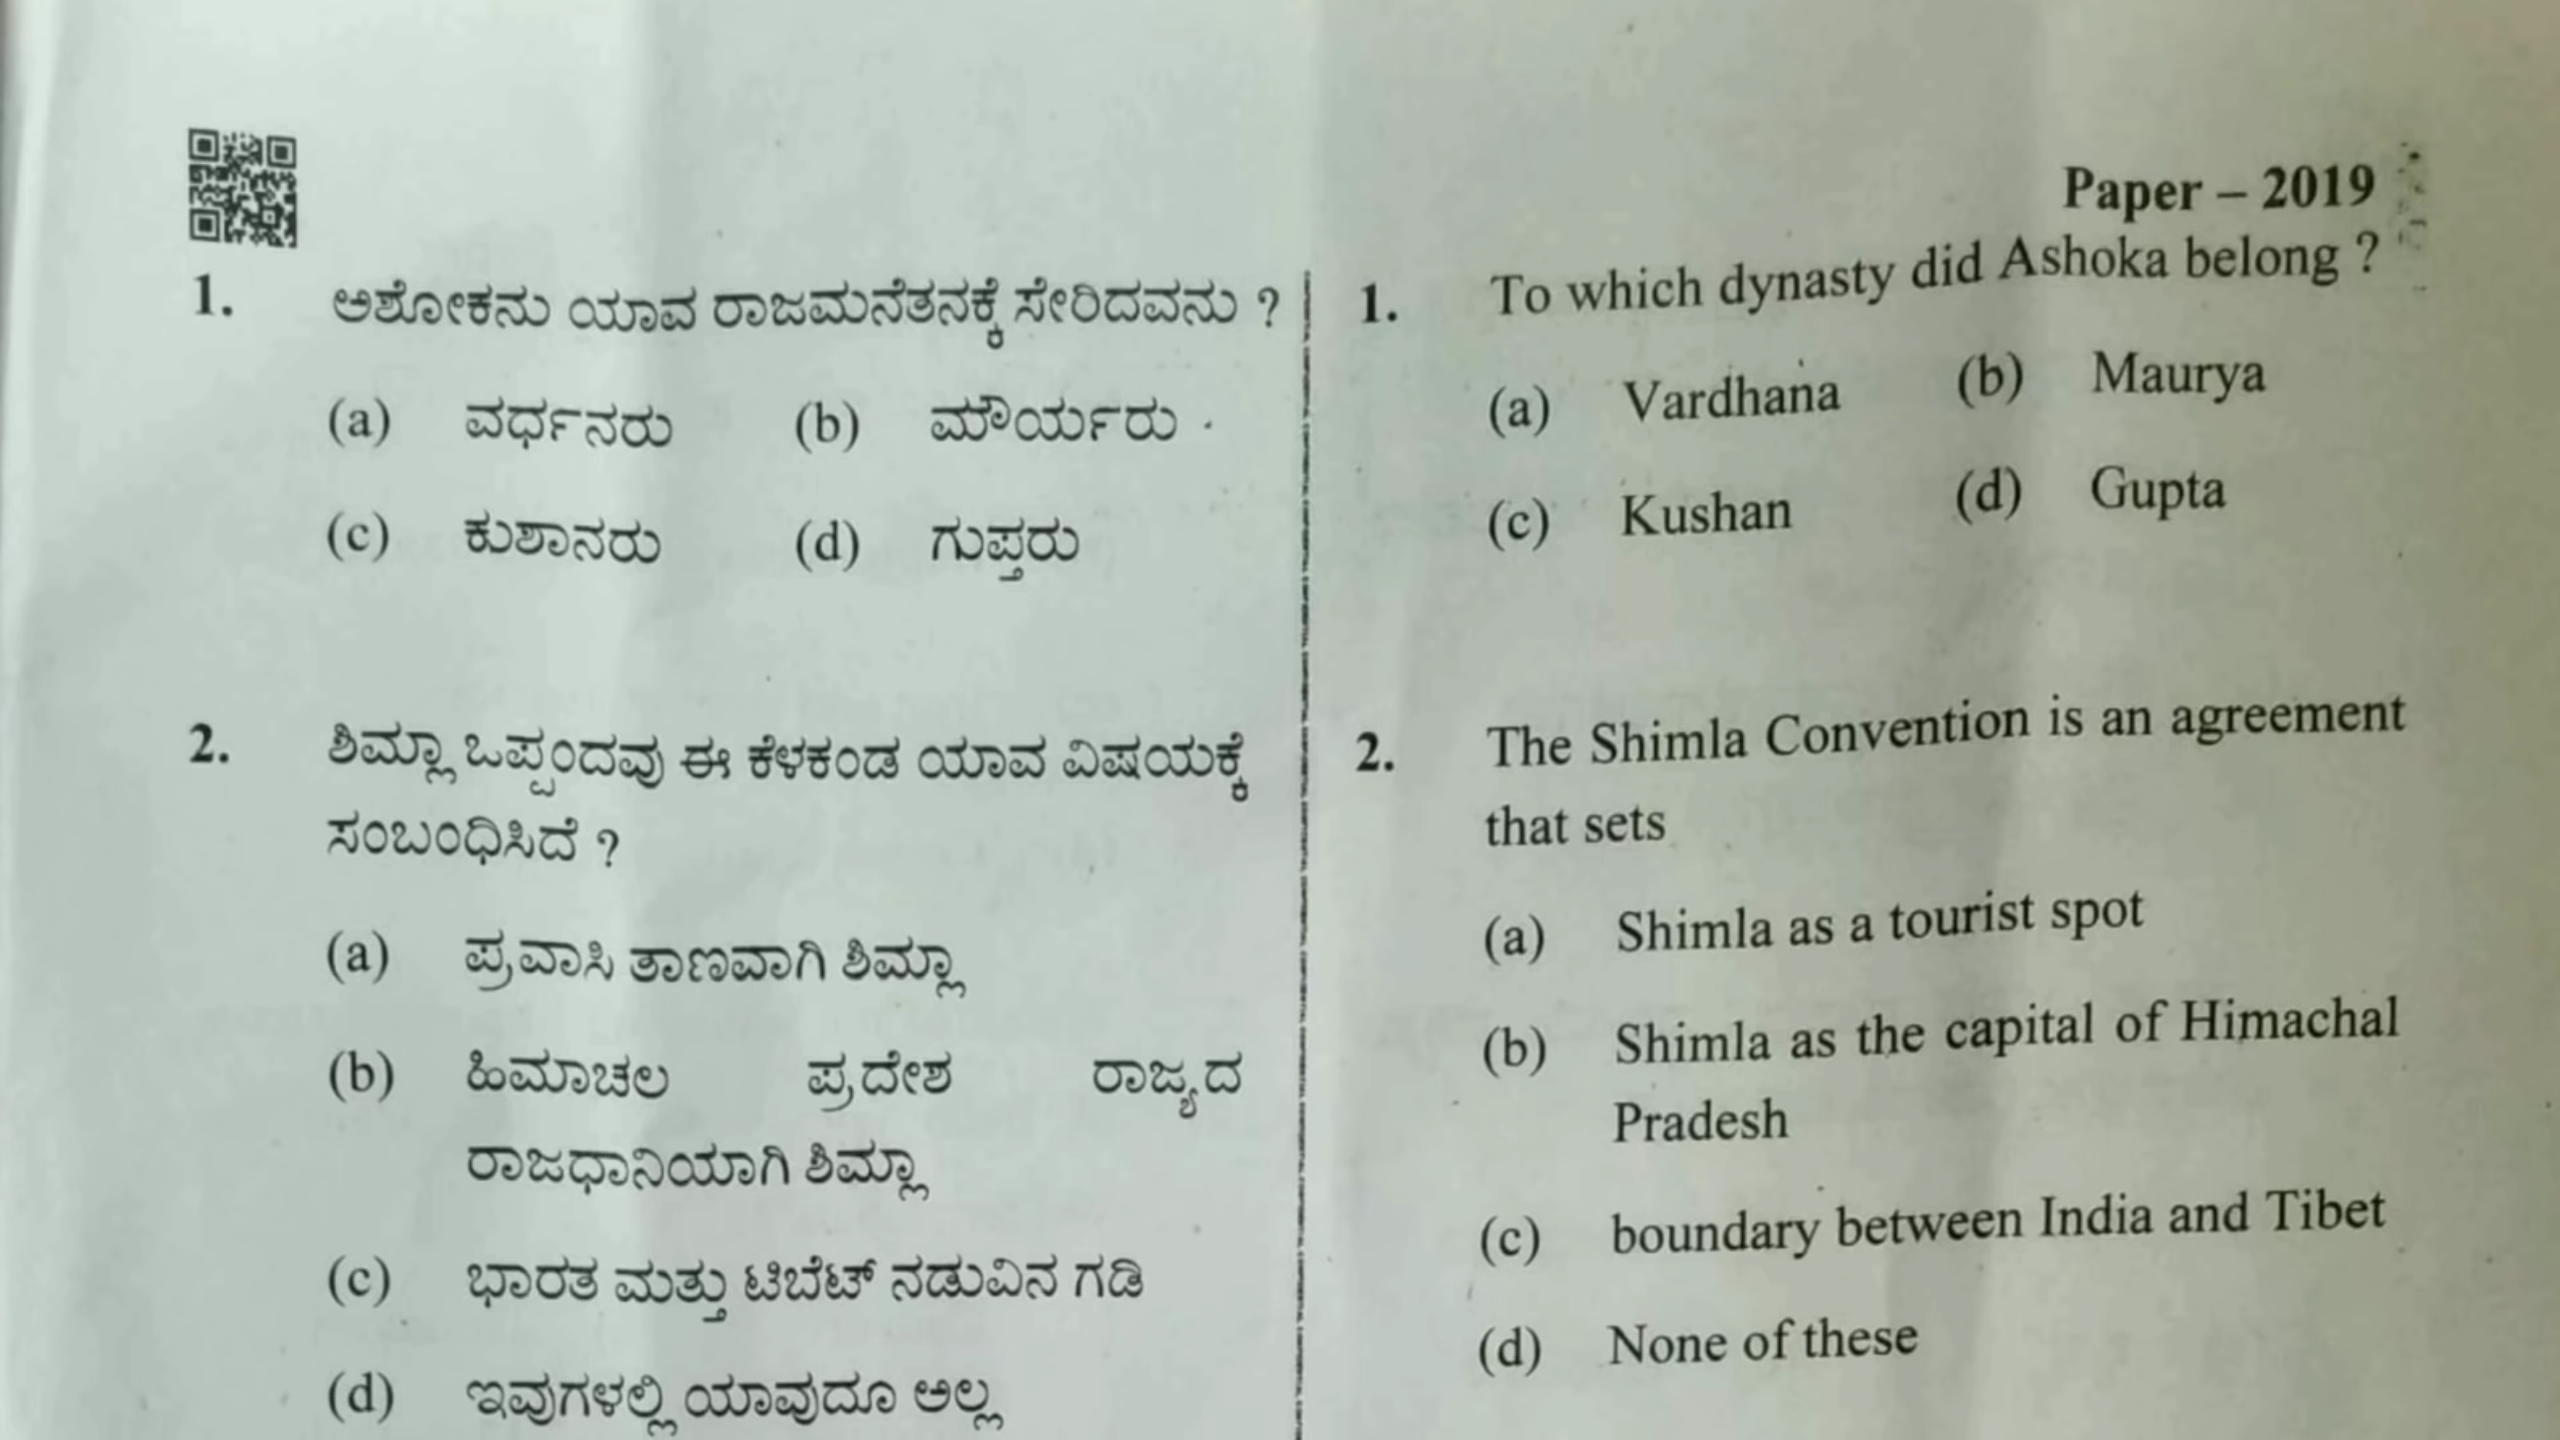 1. ಅಶೋಕನು ಯಾವ ರಾಜಮನೆತನಕ್ಕೆ ಸೇರಿದವನು ?
(a) ವರ್ಧನರು (b) ಮೌರ್ಯರು
(c) ಕುಶಾನರು (d) ಗುಪ್ತರು
2. ಶಿಮ್ಲಾ ಒಪ್ಪಂದವು ಈ ಕೆಳಕಂಡ ಯಾವ ವಿಷಯಕ್ಕೆ
ಸಂಬಂಧಿಸಿದೆ ?
(a) ಪ್ರವಾಸಿ ತಾಣವಾಗಿ ಶಿಮ್ಲಾ
(b) ಹಿಮಾಚಲ ಪ್ರದೇಶ ರಾಜ್ಯದ
ರಾಜಧಾನಿಯಾಗಿ ಶಿಮ್ಲಾ
(c) ಭಾರತ ಮತ್ತು ಟಿಬೆಟ್ ನಡುವಿನ ಗಡಿ
(d) ಇವುಗಳಲ್ಲಿ ಯಾವುದೂ ಅಲ್ಲ
Paper – 2019
1. To which dynasty did Ashoka belong ?
(a) Vardhana (b) Maurya
(c) Kushan (d) Gupta
2. The Shimla Convention is an agreement
that sets
(a) Shimla as a tourist spot
(b) Shimla as the capital of Himachal
Pradesh
(c) boundary between India and Tibet
(d) None of these